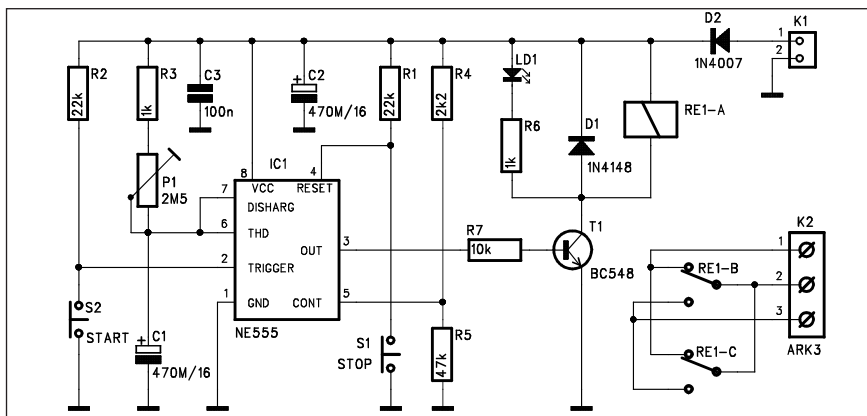 D2
K1
1
2
1N4007
R2
22k
R3
1k
C3
100n
C2
+
470M/16
R1
22k
R4
2k2
LD1
R6
1k
D1
1N4148
RE1-A
P1
2M5
IC1
8
VCC
4
RESET
7
DISHARG
6
THD
OUT
3
2
TRIGGER
1
GND
CONT
5
NE555
R7
10k
T1
BC548
K2
1
2
3
ARK3
RE1-B
RE1-C
S2
START
C1
+
470M/16
S1
STOP
R5
47k